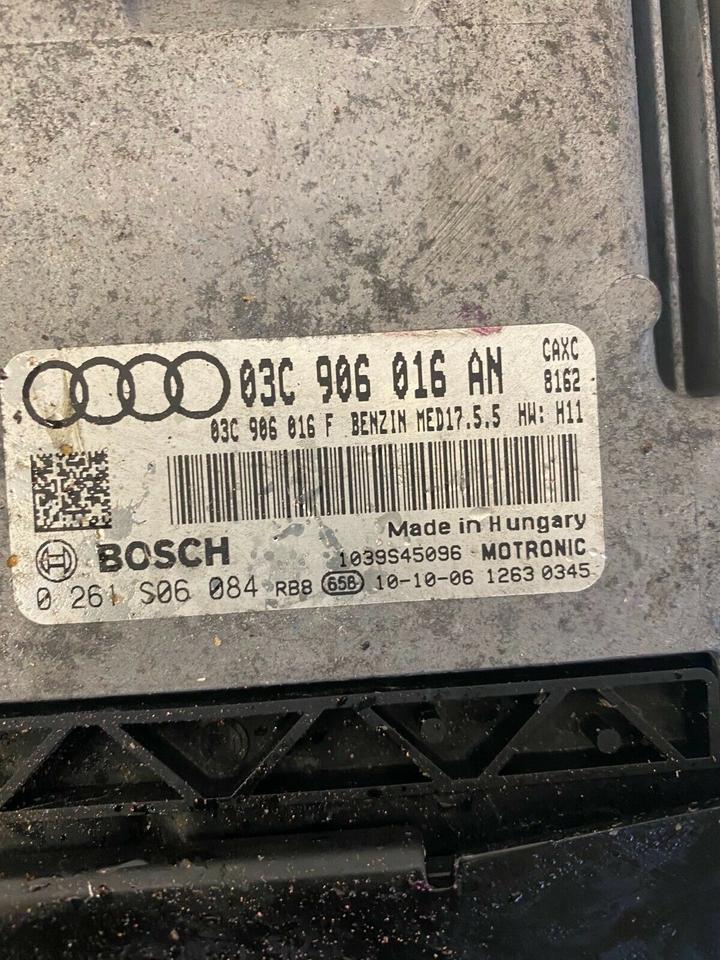 03C 906 016 AN CAXC
8162
03C 906 016 F BENZIN MED17.5.5 HW: H11
Made in Hungary
BOSCH 1039S45096 MOTRONIC
0 261 S06 084 RB8 656 10-10-06 1263 0345